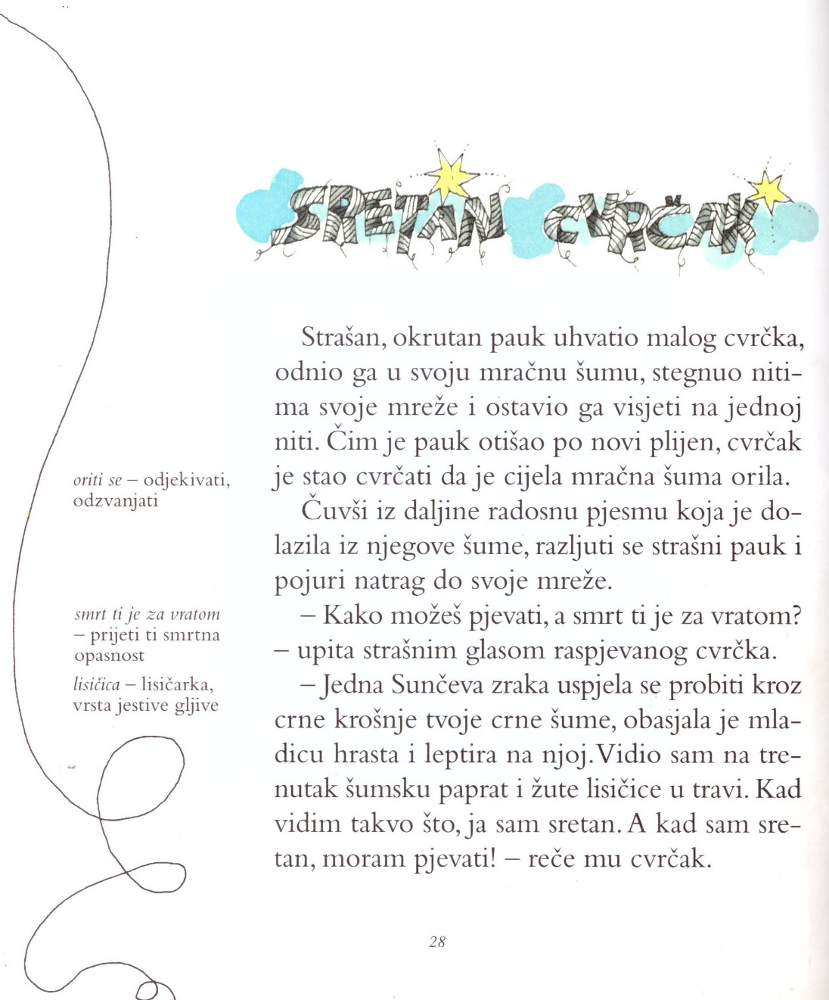 SRETAN CVRČAK
Strašan, okrutan pauk uhvatio malog cvrčka,
odnio ga u svoju mračnu šumu, stegnuo niti-
ma svoje mreže i ostavio ga visjeti na jednoj
niti. Čim je pauk otišao po novi plijen, cvrčak
je stao cvrčati da je cijela mračna šuma orila.
Čuvši iz daljine radosnu pjesmu koja je do-
lazila iz njegove šume, razljuti se strašni pauk i
pojuri natrag do svoje mreže.
– Kako možeš pjevati, a smrt ti je za vratom?
– upita strašnim glasom raspjevanog cvrčka.
– Jedna Sunčeva zraka uspjela se probiti kroz
crne krošnje tvoje crne šume, obasjala je mla-
dicu hrasta i leptira na njoj. Vidio sam na tre-
nutak šumsku paprat i žute lisičice u travi. Kad
vidim takvo što, ja sam sretan. A kad sam sre-
tan, moram pjevati! – reče mu cvrčak.
oriti se – odjekivati,
odzvanjati
smrt ti je za vratom
– prijeti ti smrtna
opasnost
lisičica – lisičarka,
vrsta jestive gljive
28